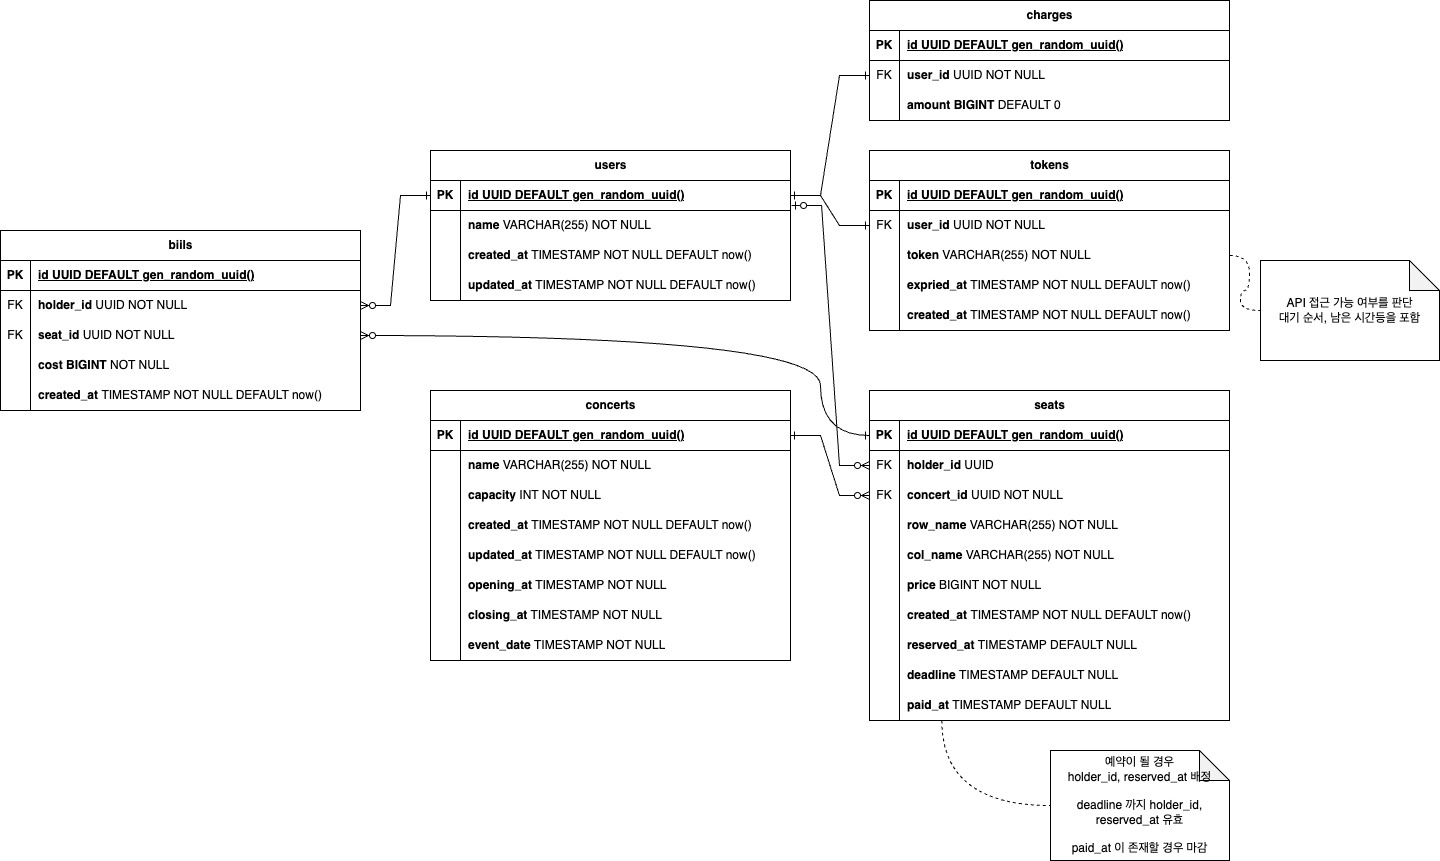 charges
PK id UUID DEFAULT gen_random_uuid()
FK user_id UUID NOT NULL
amount BIGINT DEFAULT 0
users
PK id UUID DEFAULT gen_random_uuid()
name VARCHAR(255) NOT NULL
created_at TIMESTAMP NOT NULL DEFAULT now()
updated_at TIMESTAMP NOT NULL DEFAULT now()
tokens
PK id UUID DEFAULT gen_random_uuid()
FK user_id UUID NOT NULL
token VARCHAR(255) NOT NULL
expried_at TIMESTAMP NOT NULL DEFAULT now()
created_at TIMESTAMP NOT NULL DEFAULT now()
API 접근 가능 여부를 판단
대기 순서, 남은 시간등을 포함
biils
PK id UUID DEFAULT gen_random_uuid()
FK holder_id UUID NOT NULL
FK seat_id UUID NOT NULL
cost BIGINT NOT NULL
created_at TIMESTAMP NOT NULL DEFAULT now()
concerts
PK id UUID DEFAULT gen_random_uuid()
name VARCHAR(255) NOT NULL
capacity INT NOT NULL
created_at TIMESTAMP NOT NULL DEFAULT now()
updated_at TIMESTAMP NOT NULL DEFAULT now()
opening_at TIMESTAMP NOT NULL
closing_at TIMESTAMP NOT NULL
event_date TIMESTAMP NOT NULL
seats
PK id UUID DEFAULT gen_random_uuid()
FK holder_id UUID
FK concert_id UUID NOT NULL
row_name VARCHAR(255) NOT NULL
col_name VARCHAR(255) NOT NULL
price BIGINT NOT NULL
created_at TIMESTAMP NOT NULL DEFAULT now()
reserved_at TIMESTAMP DEFAULT NULL
deadline TIMESTAMP DEFAULT NULL
paid_at TIMESTAMP DEFAULT NULL
예약이 될 경우
holder_id, reserved_at 배정
deadline 까지 holder_id,
reserved_at 유효
paid_at 이 존재할 경우 마감